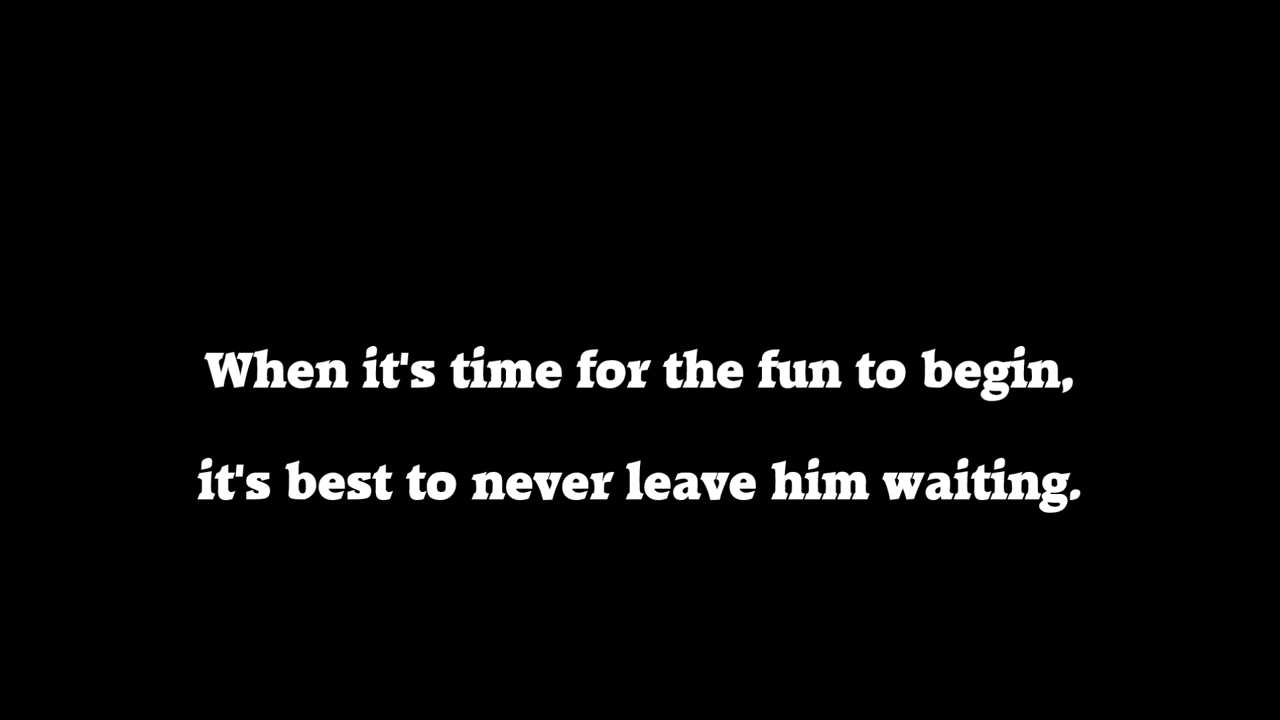 When it's time for the fun to begin,
it's best to never leave him waiting.